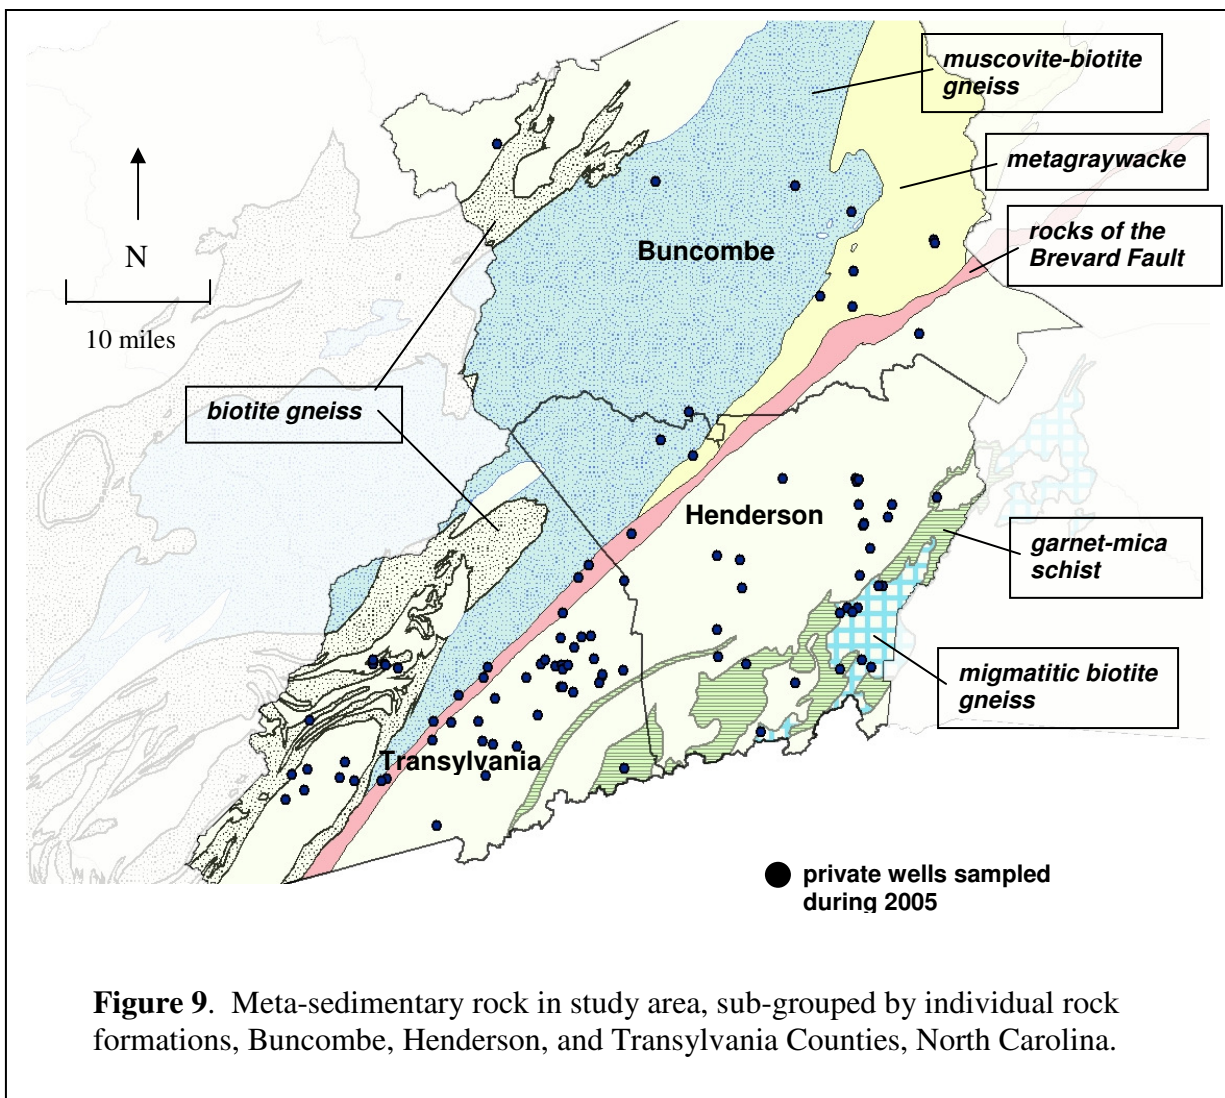 muscovite-biotite
gneiss
metagraywacke
rocks of the
Brevard Fault
N
10 miles
Buncombe
biotite gneiss
Henderson
garnet-mica
schist
migmatitic biotite
gneiss
Transylvania
private wells sampled
during 2005
Figure 9. Meta-sedimentary rock in study area, sub-grouped by individual rock
formations, Buncombe, Henderson, and Transylvania Counties, North Carolina.